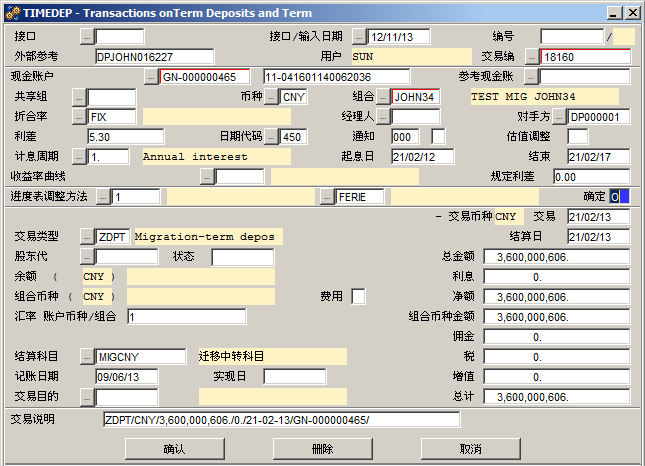 TIMEDEP - Transactions onTerm Deposits and Term
接口 接口/输入日期 12/11/13 编号 /
外部参考 DPJOHN016227 用户 SUN 交易编 18160
现金账户 GN-000000465 11-041601140062036 参考现金账
共享组 币种 CNY 组合 JOHN34 TEST MIG JOHN34
折合率 FIX 经理人 对手方 DP000001
利差 5.30 日期代码 450 通知 000 估值调整
计息周期 1. Annual interest 起息日 21/02/12 结束 21/02/17
收益率曲线 规定利差 0.00
进度表调整方法 1 FERIE 确定 O
- 交易币种 CNY 交易 21/02/13
交易类型 ZDPT Migration-term depos 结算日 21/02/13
股东代 状态 总金额 3,600,000,606.
余额 ( CNY ) 利息 0.
组合币种 ( CNY ) 费用 净额 3,600,000,606.
汇率 账户币种/组合 1 组合币种金额 3,600,000,606.
佣金 0.
结算科目 MIGCNY 迁移中转科目 税 0.
记账日期 09/06/13 实现日 增值 0.
交易目的 总计 3,600,000,606.
交易说明 ZDPT/CNY/3,600,000,606./0./21-02-13/GN-000000465/
确认 删除 取消